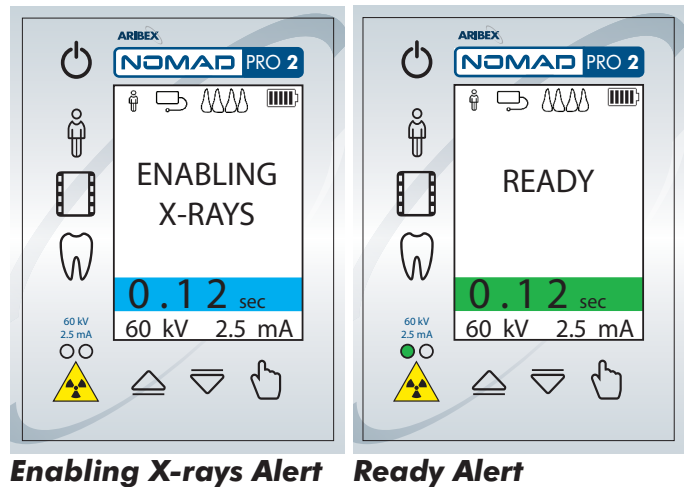 ARIBEX
NOMAD PRO 2
ENABLING
X-RAYS
0.12 sec
60 kV 2.5 mA
60 kV
2.5 mA
Enabling X-rays Alert
ARIBEX
NOMAD PRO 2
READY
0.12 sec
60 kV 2.5 mA
60 kV
2.5 mA
Ready Alert